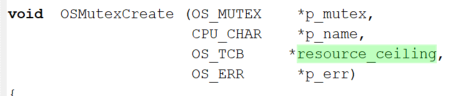 void OSMutexCreate (OS_MUTEX *p_mutex,
CPU_CHAR *p_name,
OS_TCB *resource_ceiling,
OS_ERR *p_err)
{